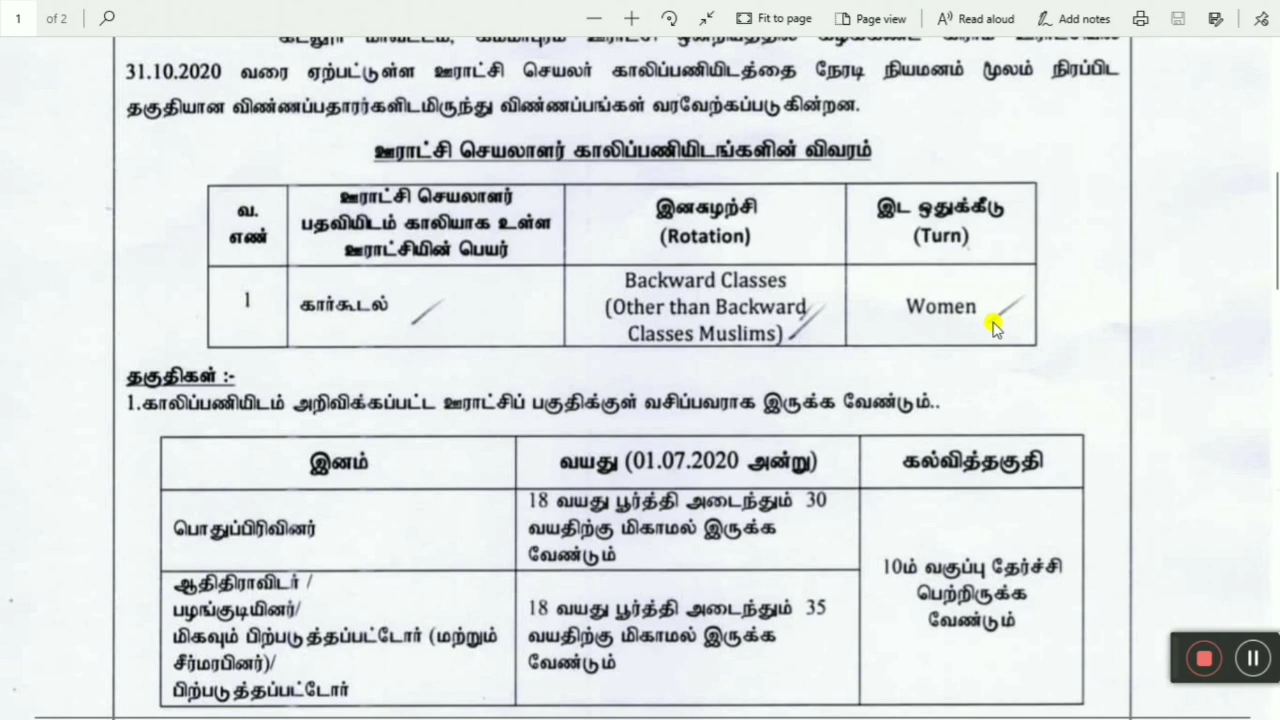 1 of 2 Fit to page Page view Read aloud Add notes
31.10.2020 வரை ஏற்பட்டுள்ள ஊராட்சி செயலர் காலிப்பணியிடத்தை நேரடி நியமனம் மூலம் நிரப்பிட
தகுதியான விண்ணப்பதாரர்களிடமிருந்து விண்ணப்பங்கள் வரவேற்கப்படுகின்றன.
ஊராட்சி செயலாளர் காலிப்பணியிடங்களின் விவரம்
வ.
எண்
ஊராட்சி செயலாளர்
பதவியிடம் காலியாக உள்ள
ஊராட்சியின் பெயர்
இனசுழற்சி
(Rotation)
இட ஒதுக்கீடு
(Turn)
1
கார்கூடல்
Backward Classes
(Other than Backward
Classes Muslims)
Women
தகுதிகள் :-
1.காலிப்பணியிடம் அறிவிக்கப்பட்ட ஊராட்சிப் பகுதிக்குள் வசிப்பவராக இருக்க வேண்டும்..
இனம்
வயது (01.07.2020 அன்று)
கல்வித்தகுதி
பொதுப்பிரிவினர்
18 வயது பூர்த்தி அடைந்தும் 30
வயதிற்கு மிகாமல் இருக்க
வேண்டும்
10ம் வகுப்பு தேர்ச்சி
பெற்றிருக்க
வேண்டும்
ஆதிதிராவிடர் /
பழங்குடியினர்/
மிகவும் பிற்படுத்தப்பட்டோர் (மற்றும்
சீர்மரபினர்)/
பிற்படுத்தப்பட்டோர்
18 வயது பூர்த்தி அடைந்தும் 35
வயதிற்கு மிகாமல் இருக்க
வேண்டும்